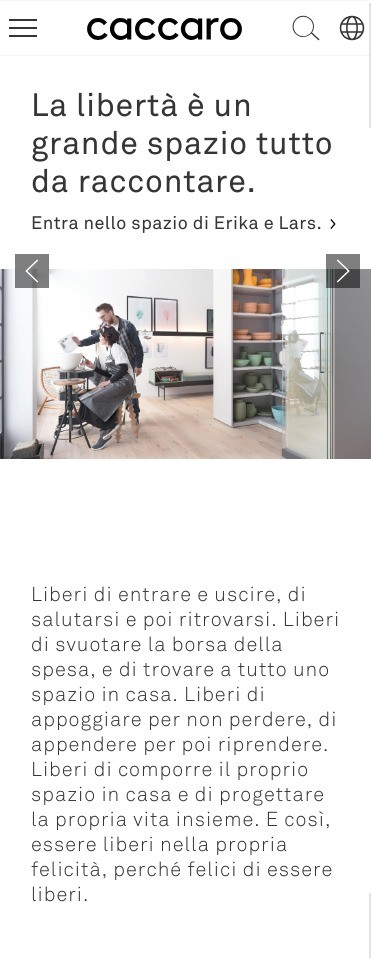 caccaro
La libertà è un
grande spazio tutto
da raccontare.
Entra nello spazio di Erika e Lars. ›
Liberi di entrare e uscire, di
salutarsi e poi ritrovarsi. Liberi
di svuotare la borsa della
spesa, e di trovare a tutto uno
spazio in casa. Liberi di
appoggiare per non perdere, di
appendere per poi riprendere.
Liberi di comporre il proprio
spazio in casa e di progettare
la propria vita insieme. E così,
essere liberi nella propria
felicità, perché felici di essere
liberi.